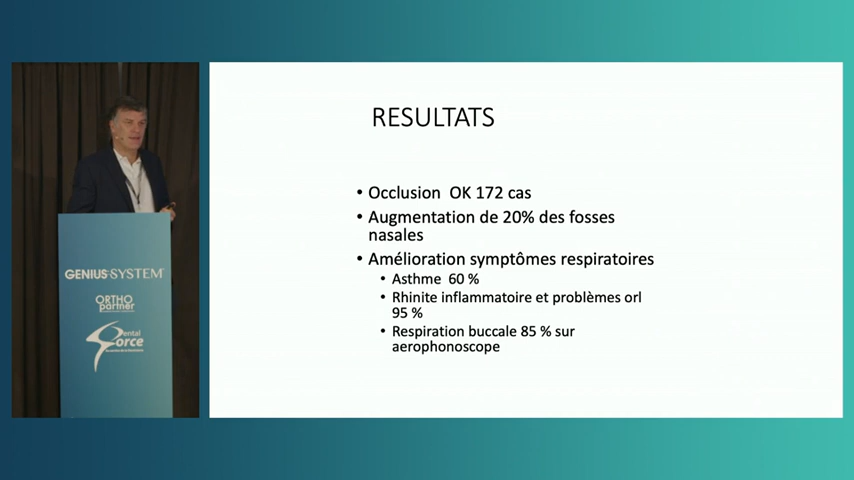 RESULTATS
• Occlusion OK 172 cas
• Augmentation de 20% des fosses
nasales
• Amélioration symptômes respiratoires
• Asthme 60 %
• Rhinite inflammatoire et problèmes orl
95 %
• Respiration buccale 85 % sur
aerophonoscope
GENIUS SYSTEM
ORTHO
partner
Dental
force